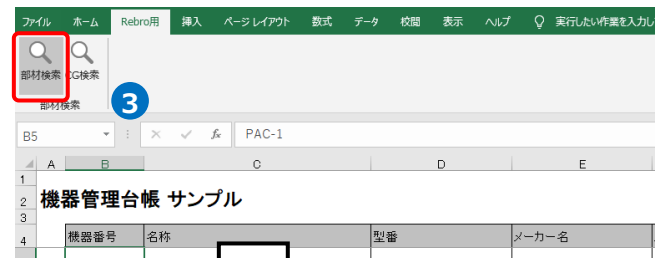 ファイル ホーム Rebro用 挿入 ページ レイアウト 数式 データ 校閲 表示 ヘルプ 実行したい作業を入力し
部材検索 CG検索
部材検索
3
B5 fx PAC-1
A B C D E
1
2 機器管理台帳 サンプル
3
4 機器番号 名称 型番 メーカー名